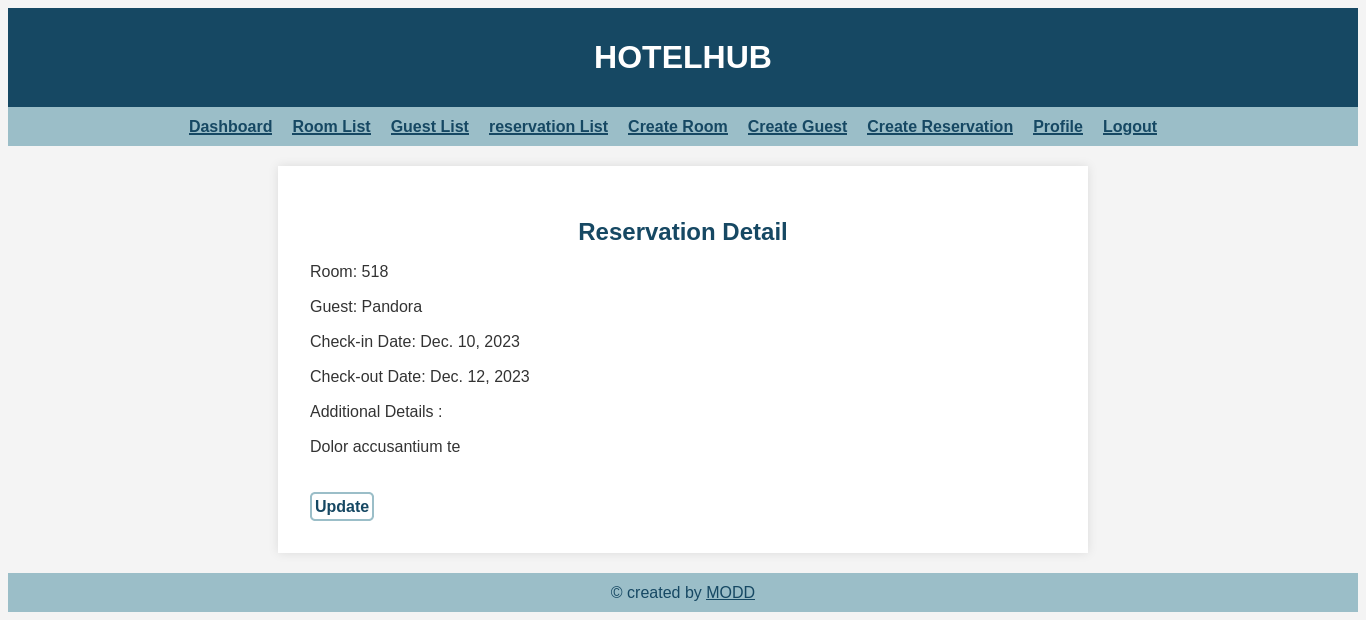 HOTELHUB
Dashboard Room List Guest List reservation List Create Room Create Guest Create Reservation Profile Logout
Reservation Detail
Room: 518
Guest: Pandora
Check-in Date: Dec. 10, 2023
Check-out Date: Dec. 12, 2023
Additional Details :
Dolor accusantium te
Update
© created by MODD